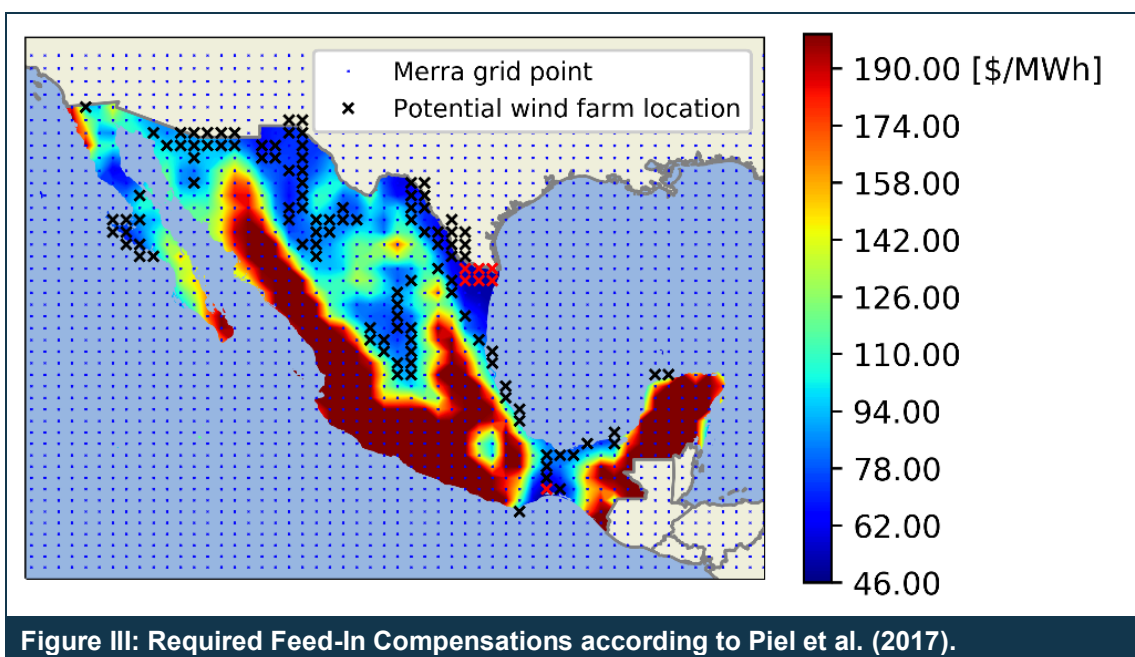 Merra grid point
Potential wind farm location
190.00 [$/MWh]
174.00
158.00
142.00
126.00
110.00
94.00
78.00
62.00
46.00
Figure III: Required Feed-In Compensations according to Piel et al. (2017).